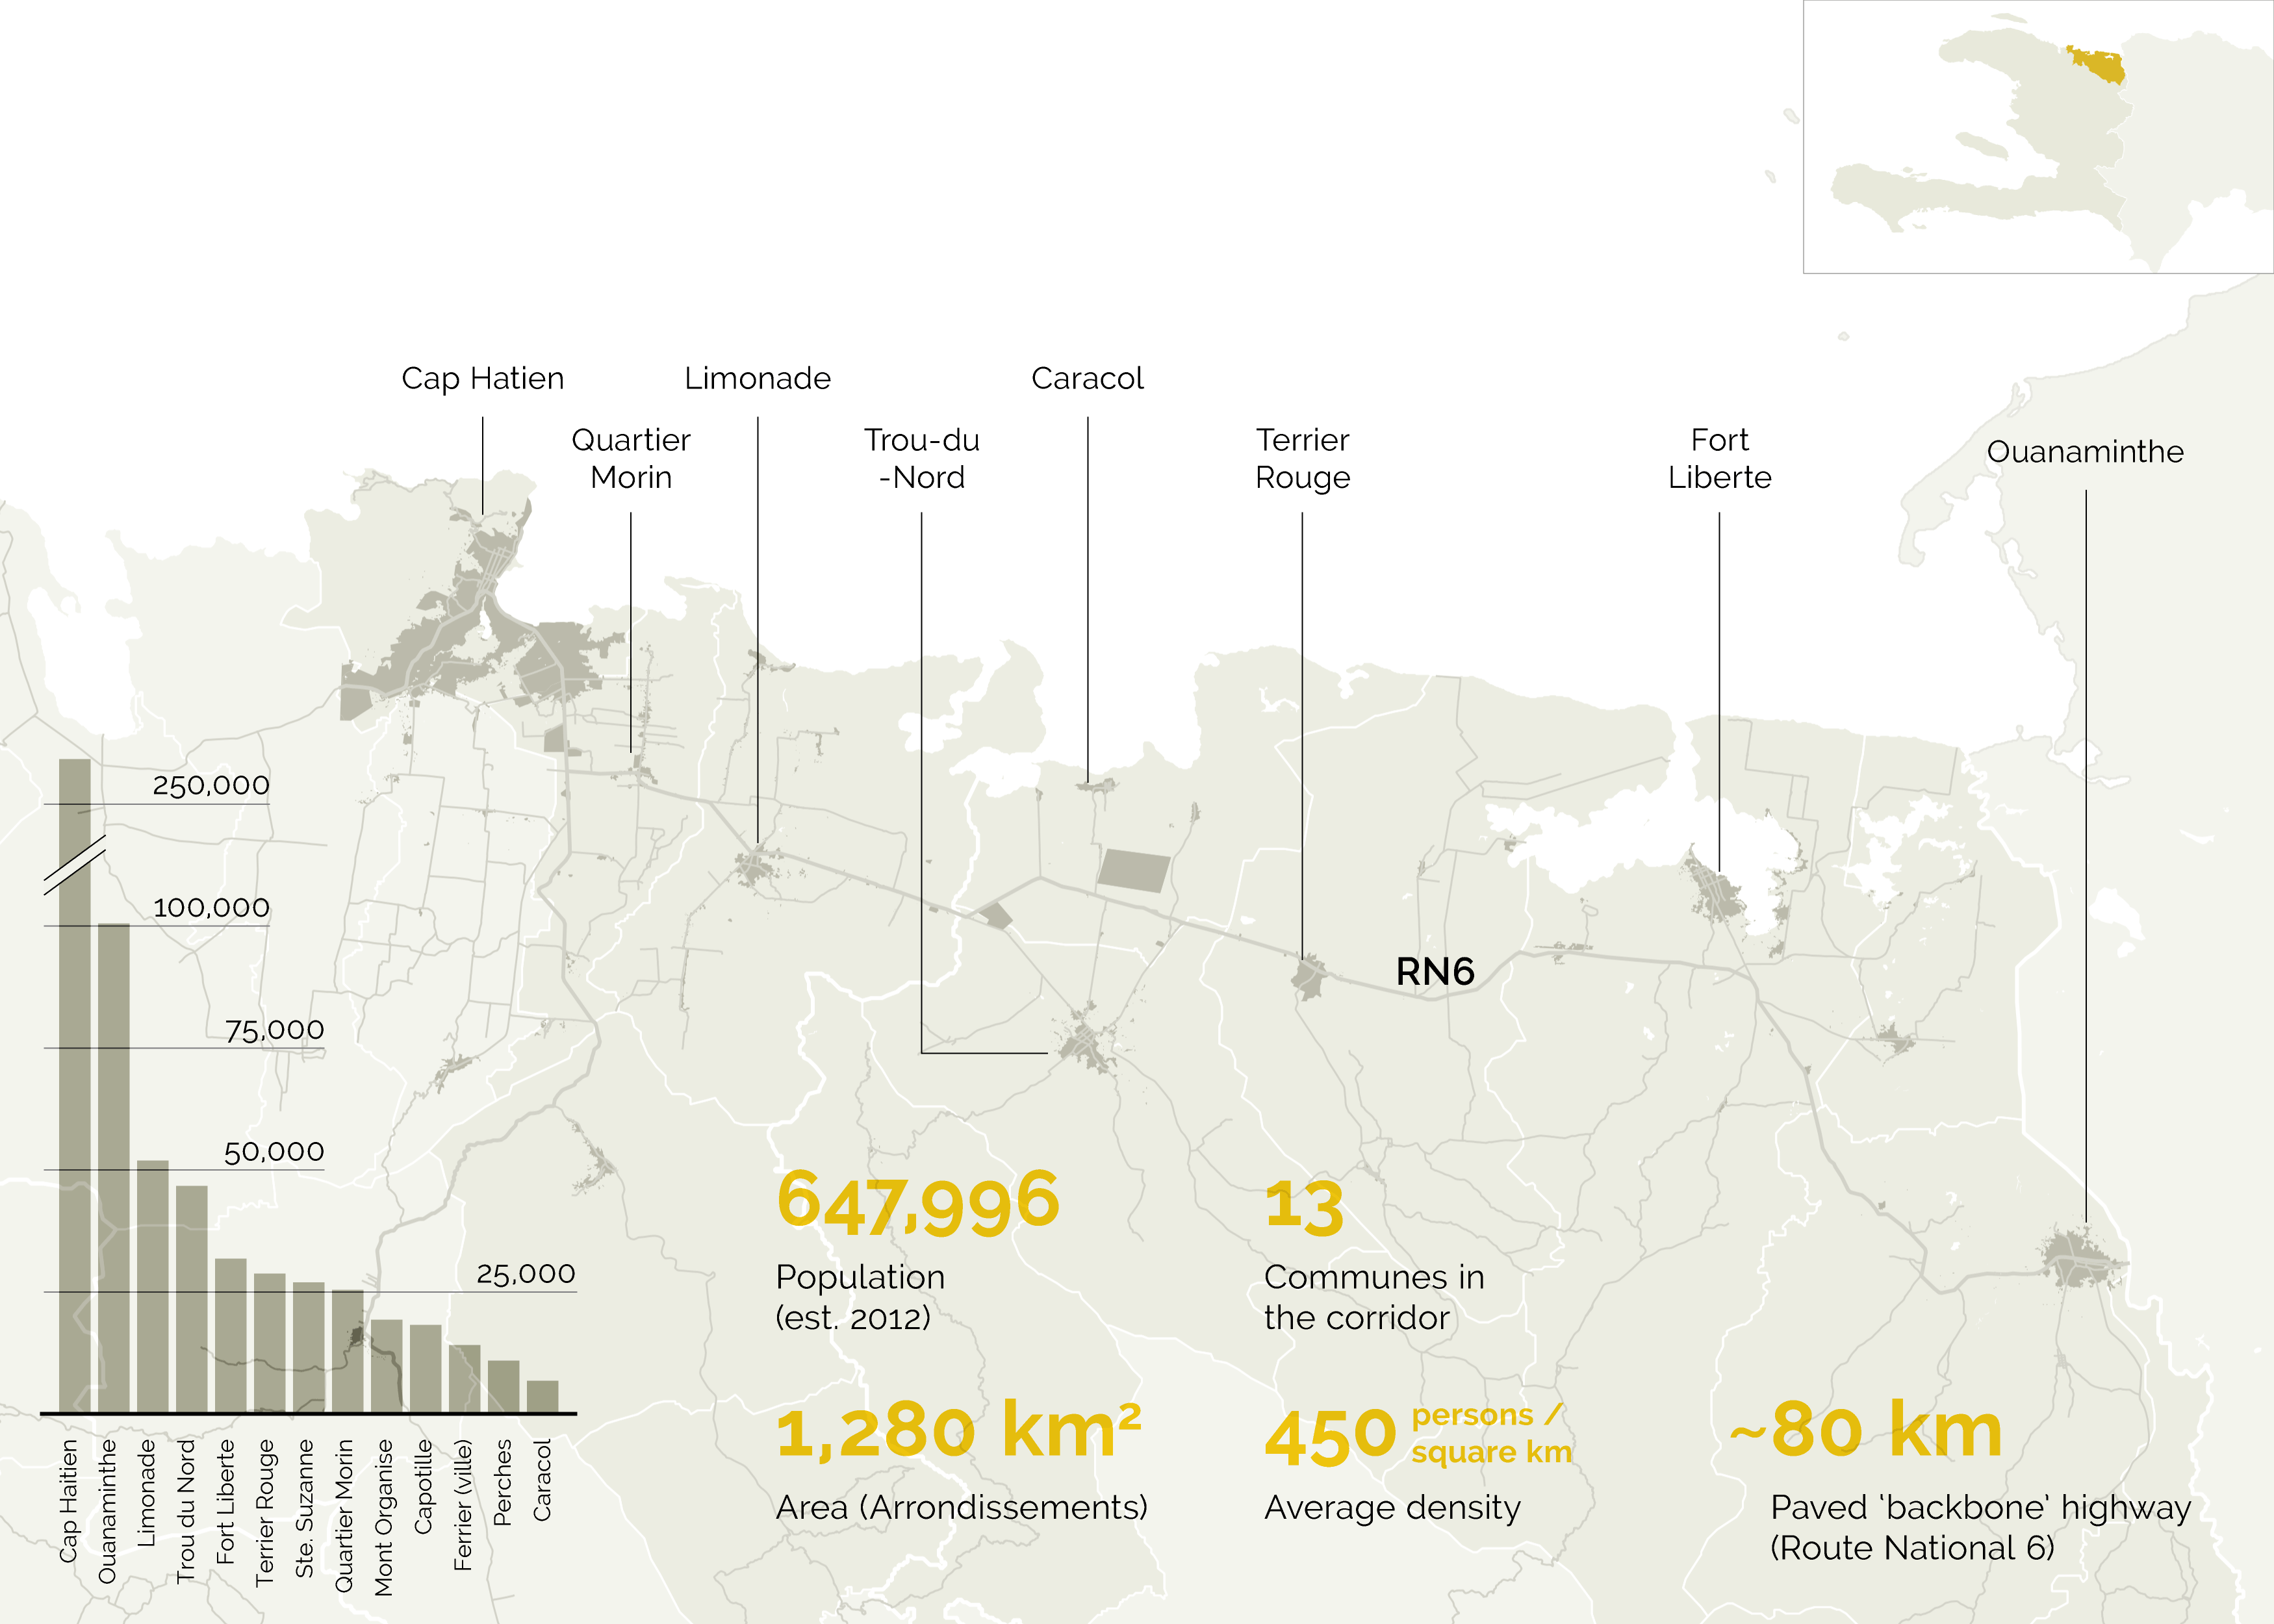 Cap Hatien
Limonade
Caracol
Quartier
Morin
Trou-du
-Nord
Terrier
Rouge
Fort
Liberte
Ouanaminthe
RN6
250,000
100,000
75,000
50,000
25,000
Cap Haitien
Ouanaminthe
Limonade
Trou du Nord
Fort Liberte
Terrier Rouge
Ste. Suzanne
Quartier Morin
Mont Organise
Capotille
Ferrier (ville)
Perches
Caracol
647,996
Population
(est. 2012)
13
Communes in
the corridor
1,280 km²
Area (Arrondissements)
450 persons /
square km
Average density
~80 km
Paved ‘backbone’ highway
(Route National 6)